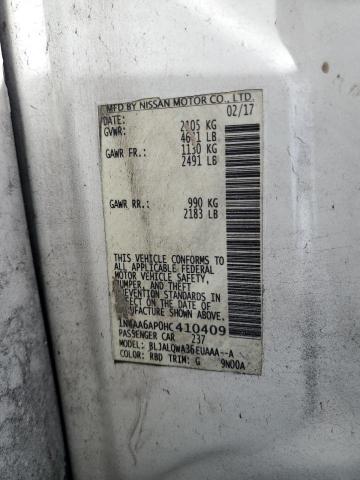 MFD BY NISSAN MOTOR CO., LTD.
DATE: 02/17
GVWR: 2105 KG
LB
GAWR FR.: 1130 KG
2491 LB
GAWR RR.: 990 KG
2183 LB
THIS VEHICLE CONFORMS TO
ALL APPLICABLE FEDERAL
MOTOR VEHICLE SAFETY,
BUMPER, AND THEFT
PREVENTION STANDARDS IN
EFFECT ON THE DATE OF
MANUFACTURE SHOWN ABOVE.
1N4AA6AP0HC410409
PASSENGER CAR 237
MODEL: BLJALQWA36EUAAA--A
COLOR: RBD TRIM: G 9N00A